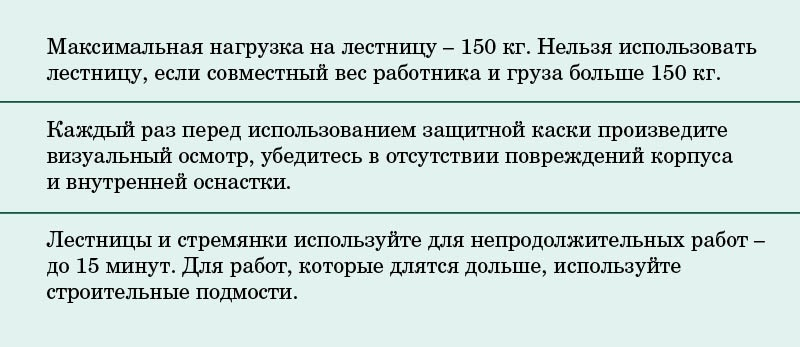 Максимальная нагрузка на лестницу – 150 кг. Нельзя использовать
лестницу, если совместный вес работника и груза больше 150 кг.
Каждый раз перед использованием защитной каски произведите
визуальный осмотр, убедитесь в отсутствии повреждений корпуса
и внутренней оснастки.
Лестницы и стремянки используйте для непродолжительных работ –
до 15 минут. Для работ, которые длятся дольше, используйте
строительные подмости.